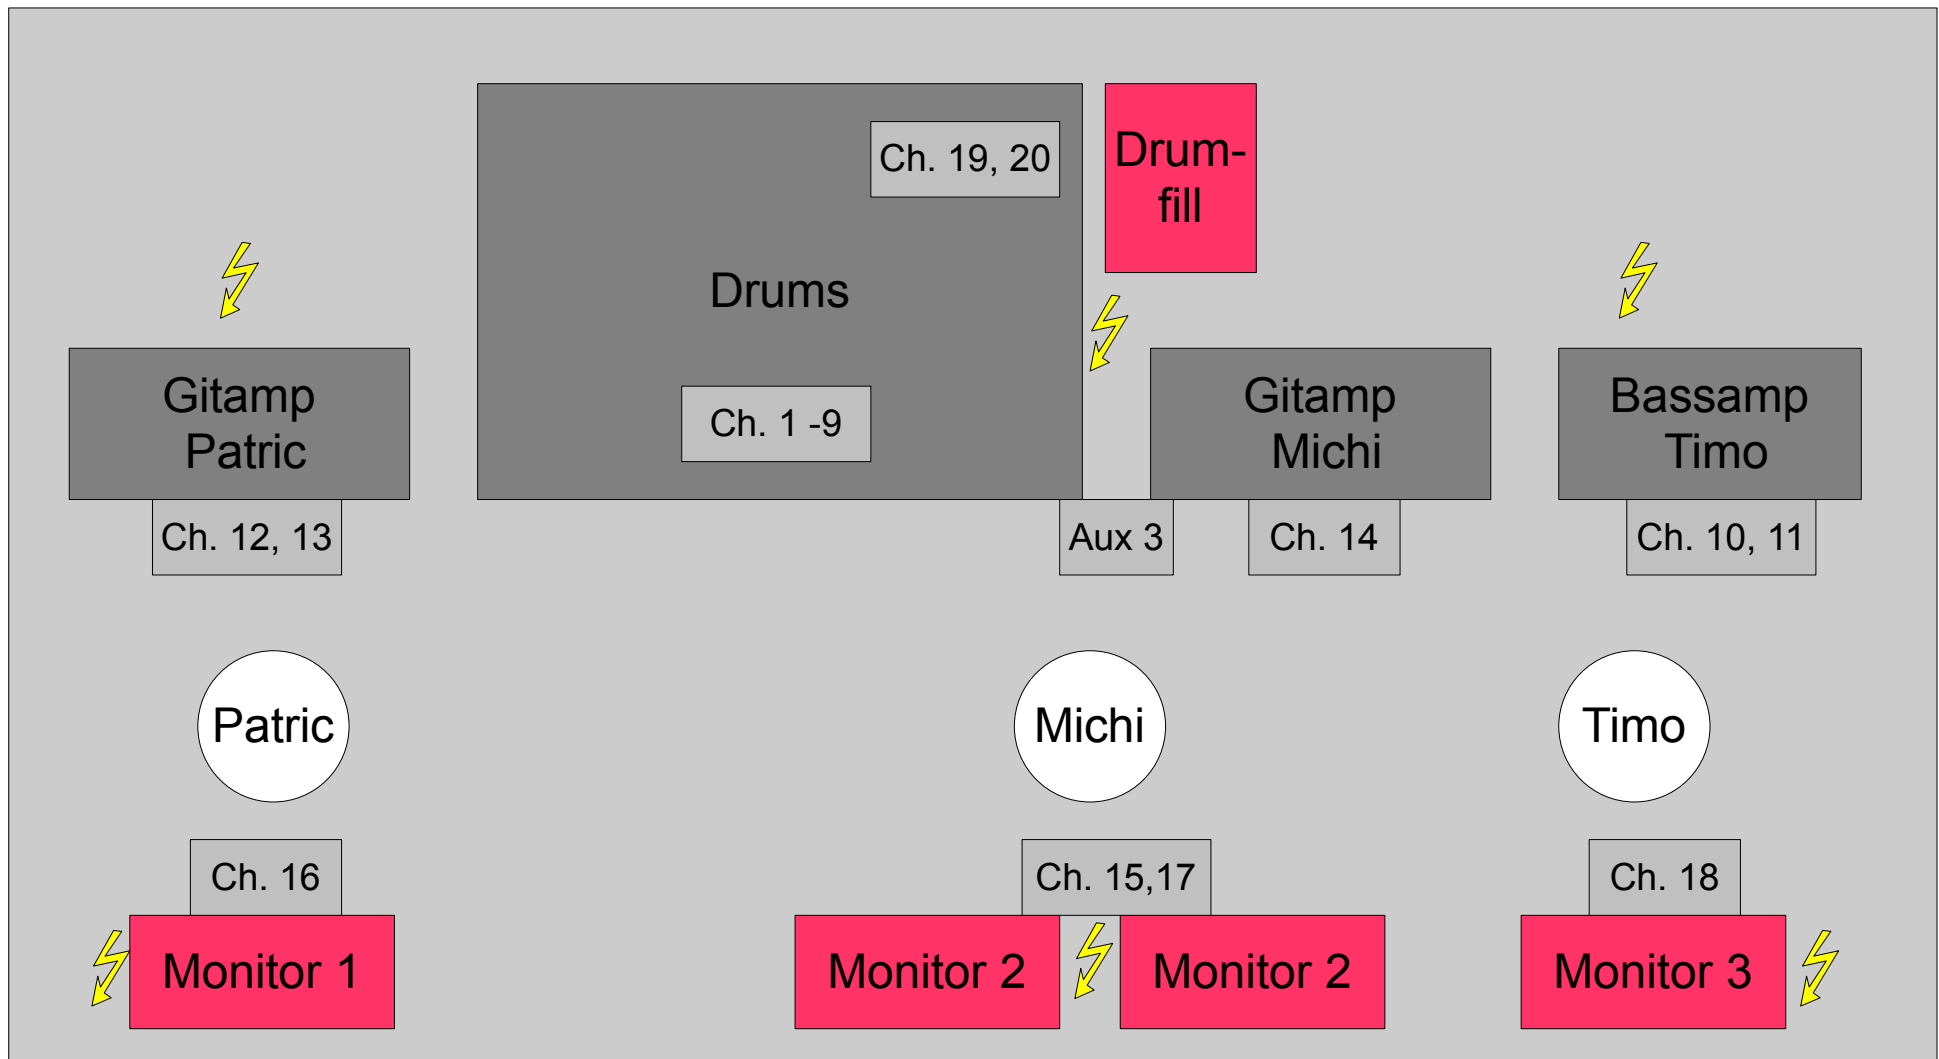 Ch. 19, 20
Drum-
fill
Drums
Ch. 1 -9
Gitamp
Patric
Gitamp
Michi
Bassamp
Timo
Ch. 12, 13
Aux 3
Ch. 14
Ch. 10, 11
Patric
Michi
Timo
Ch. 16
Ch. 15,17
Ch. 18
Monitor 1
Monitor 2
Monitor 2
Monitor 3